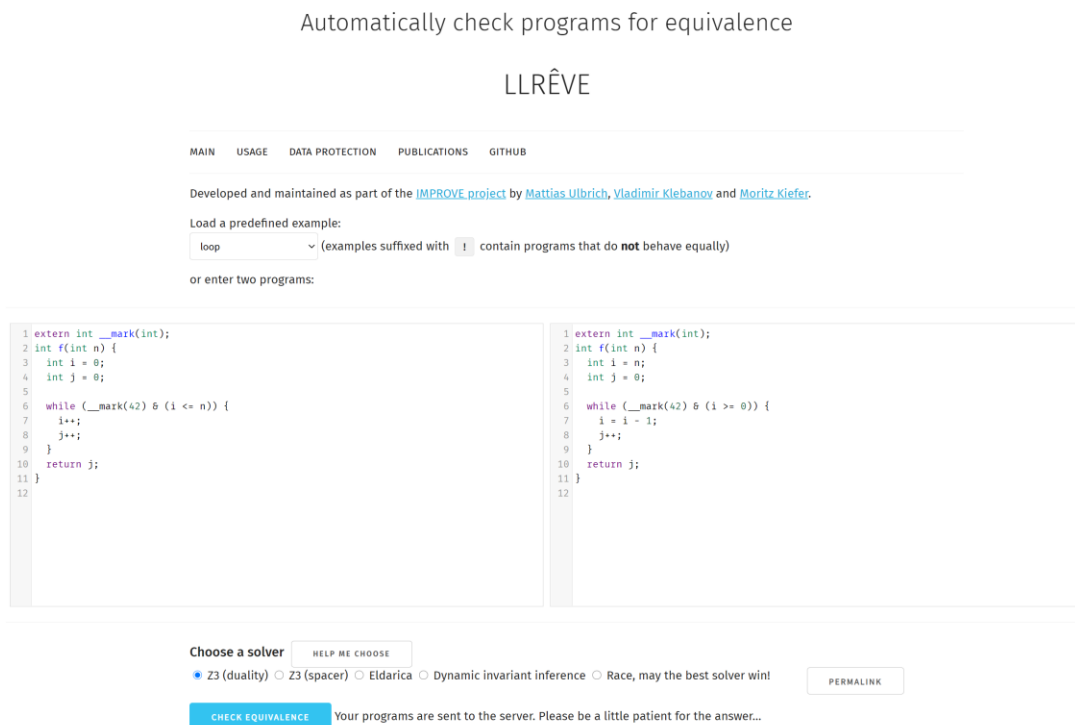 Automatically check programs for equivalence
LLRÊVE
MAIN USAGE DATA PROTECTION PUBLICATIONS GITHUB
Developed and maintained as part of the IMPROVE project by Mattias Ulbrich, Vladimir Klebanov and Moritz Kiefer.
Load a predefined example:
loop (examples suffixed with ! contain programs that do not behave equally)
or enter two programs:
1 extern int __mark(int);
2 int f(int n) {
3 int i = 0;
4 int j = 0;
5
6 while (__mark(42) & (i <= n)) {
7 i++;
8 j++;
9 }
10 return j;
11 }
12
1 extern int __mark(int);
2 int f(int n) {
3 int i = n;
4 int j = 0;
5
6 while (__mark(42) & (i >= 0)) {
7 i = i - 1;
8 j++;
9 }
10 return j;
11 }
12
Choose a solver HELP ME CHOOSE
Z3 (duality) Z3 (spacer) Eldarica Dynamic invariant inference Race, may the best solver win!
PERMALINK
CHECK EQUIVALENCE Your programs are sent to the server. Please be a little patient for the answer...